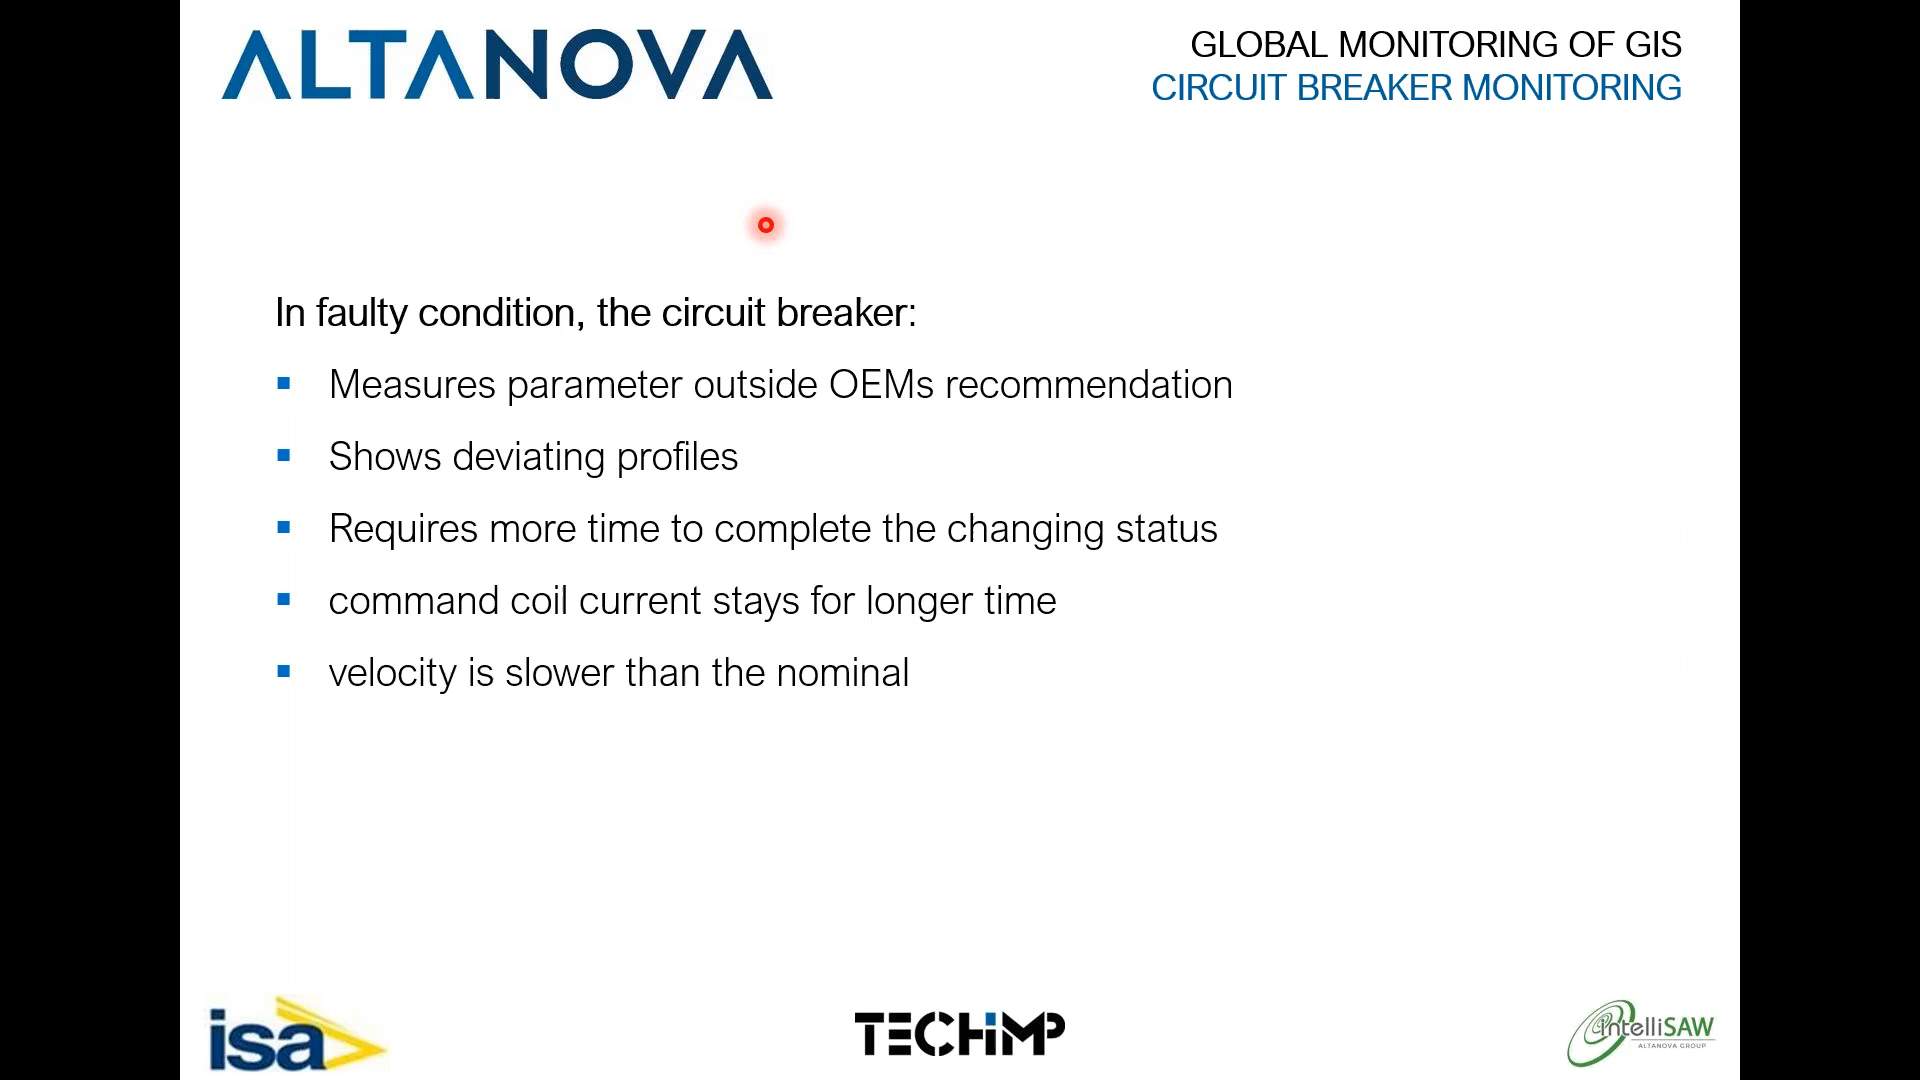 ALTANOVA
GLOBAL MONITORING OF GIS
CIRCUIT BREAKER MONITORING
In faulty condition, the circuit breaker:
▪ Measures parameter outside OEMs recommendation
▪ Shows deviating profiles
▪ Requires more time to complete the changing status
▪ command coil current stays for longer time
▪ velocity is slower than the nominal
isa
TECHiMP
intelliSAW
ALTANOVA GROUP